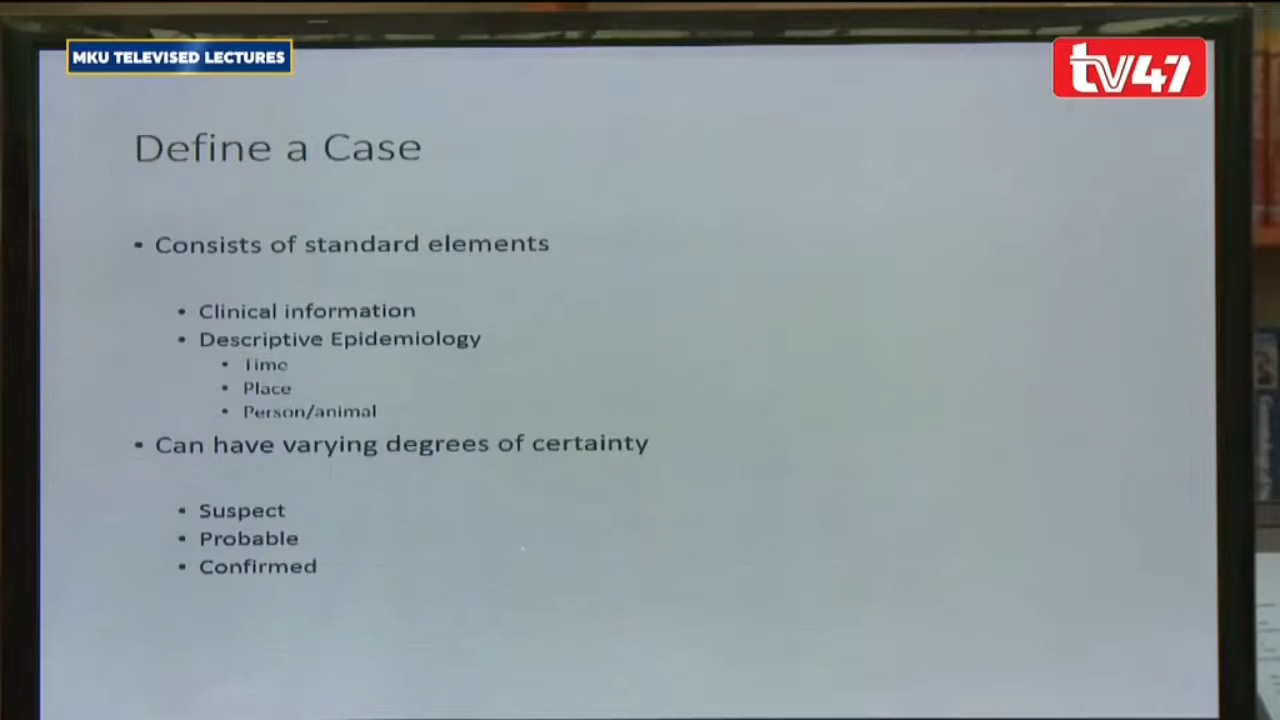 MKU TELEVISED LECTURES
tv47
Define a Case
• Consists of standard elements
• Clinical information
• Descriptive Epidemiology
• Time
• Place
• Person/animal
• Can have varying degrees of certainty
• Suspect
• Probable
• Confirmed